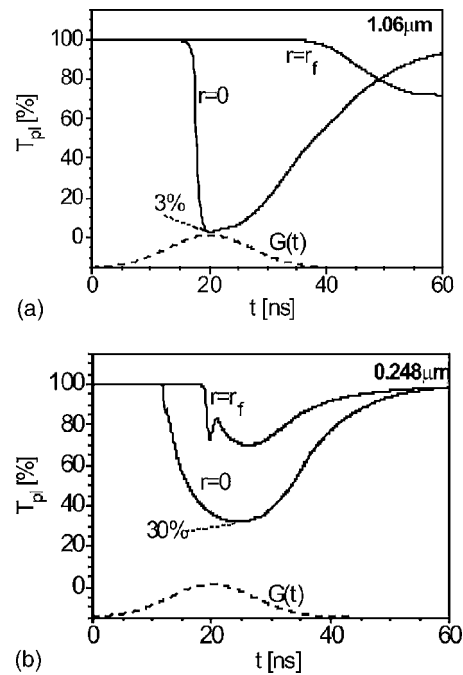 1.06µm
100
80
60
40
20
0
T_pl [%]
r=0
r=r_f
3%
G(t)
0 20 40 60
t [ns]
(a)
0.248µm
100
80
60
40
20
0
T_pl [%]
r=r_f
r=0
30%
G(t)
0 20 40 60
t [ns]
(b)